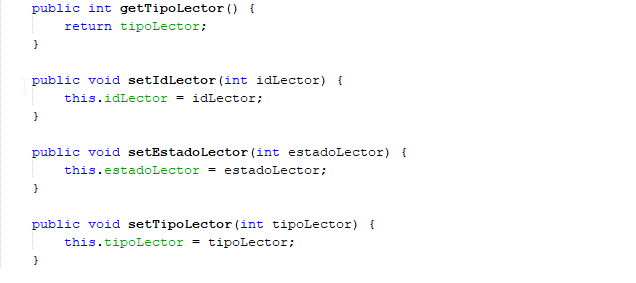 public int getTipoLector() {
return tipoLector;
}
public void setIdLector(int idLector) {
this.idLector = idLector;
}
public void setEstadoLector(int estadoLector) {
this.estadoLector = estadoLector;
}
public void setTipoLector(int tipoLector) {
this.tipoLector = tipoLector;
}